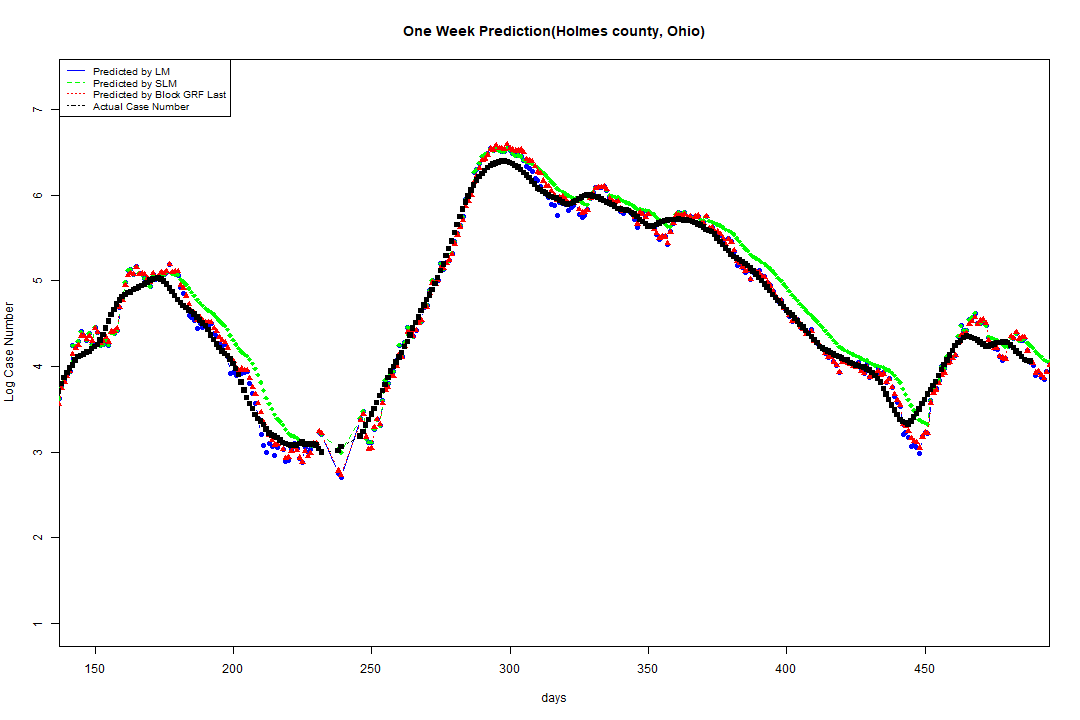 One Week Prediction(Holmes county, Ohio)
Predicted by LM
Predicted by SLM
Predicted by Block GRF Last
Actual Case Number
7
6
5
4
3
2
1
Log Case Number
150 200 250 300 350 400 450
days